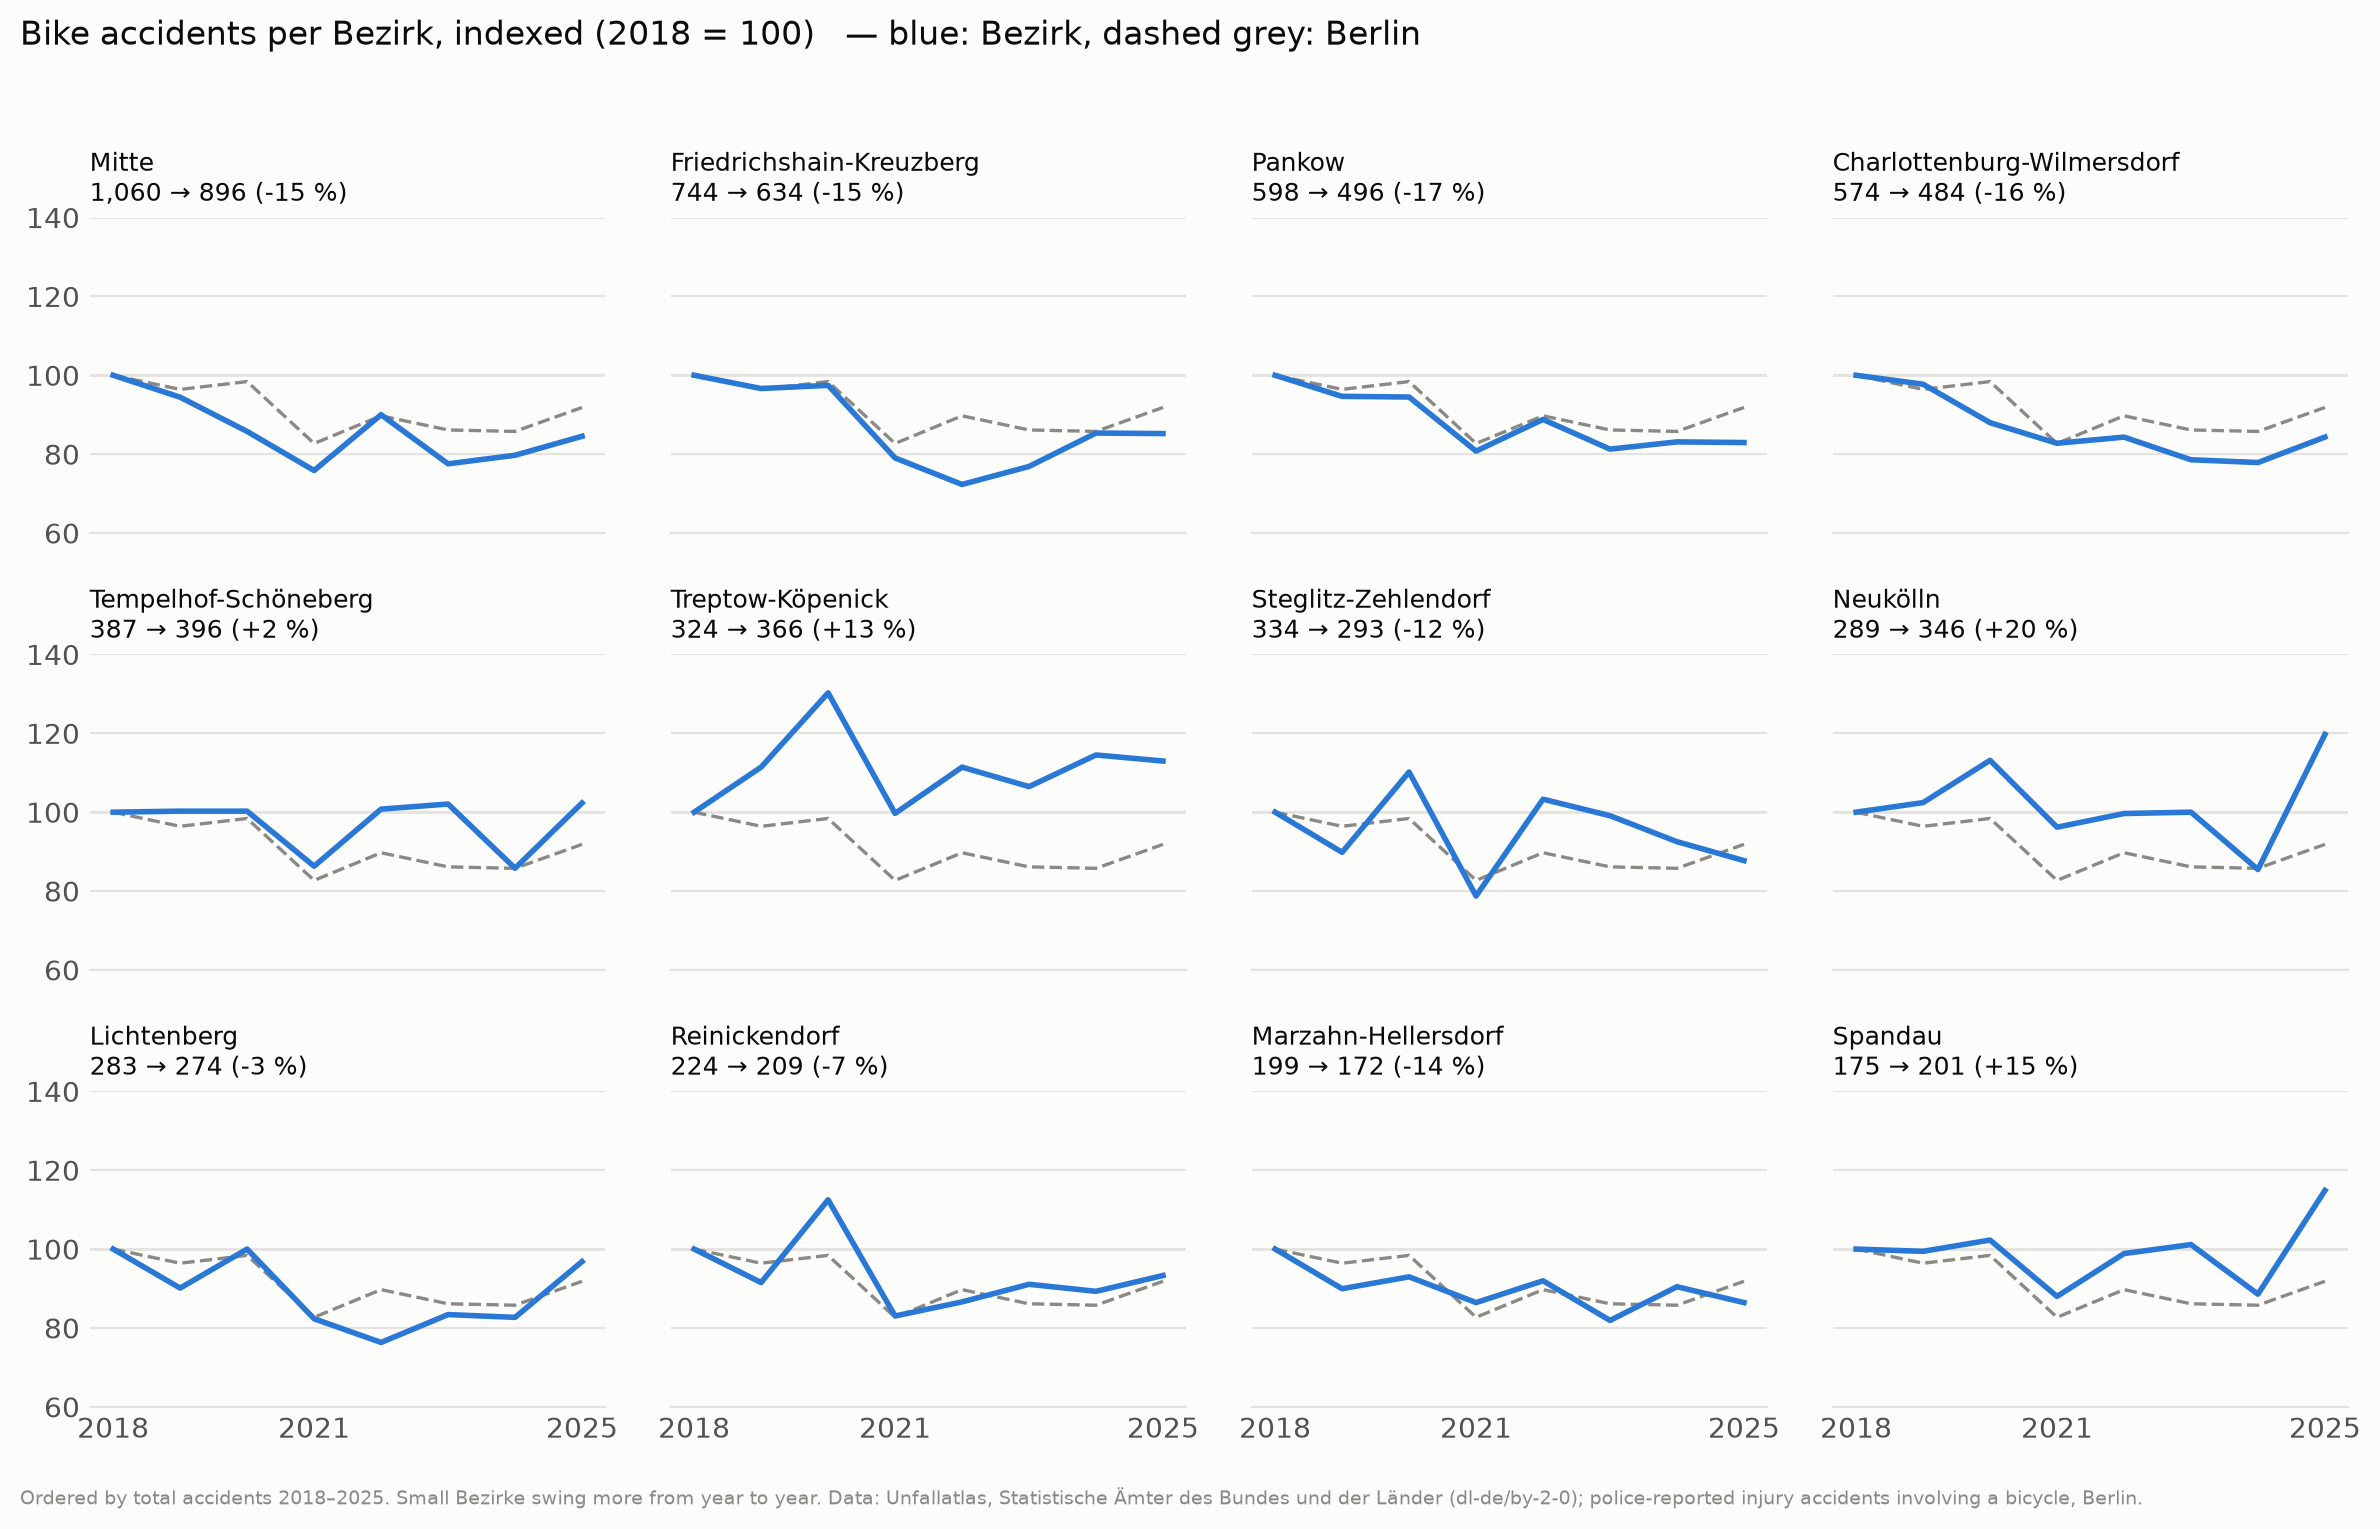 Bike accidents per Bezirk, indexed (2018 = 100)   — blue: Bezirk, dashed grey: Berlin
Mitte
1,060 → 896 (-15 %)
Friedrichshain-Kreuzberg
744 → 634 (-15 %)
Pankow
598 → 496 (-17 %)
Charlottenburg-Wilmersdorf
574 → 484 (-16 %)
140
120
100
80
60
Tempelhof-Schöneberg
387 → 396 (+2 %)
Treptow-Köpenick
324 → 366 (+13 %)
Steglitz-Zehlendorf
334 → 293 (-12 %)
Neukölln
289 → 346 (+20 %)
140
120
100
80
60
Lichtenberg
283 → 274 (-3 %)
Reinickendorf
224 → 209 (-7 %)
Marzahn-Hellersdorf
199 → 172 (-14 %)
Spandau
175 → 201 (+15 %)
140
120
100
80
60
2018 2021 2025 2018 2021 2025 2018 2021 2025 2018 2021 2025
Ordered by total accidents 2018–2025. Small Bezirke swing more from year to year. Data: Unfallatlas, Statistische Ämter des Bundes und der Länder (dl-de/by-2-0); police-reported injury accidents involving a bicycle, Berlin.